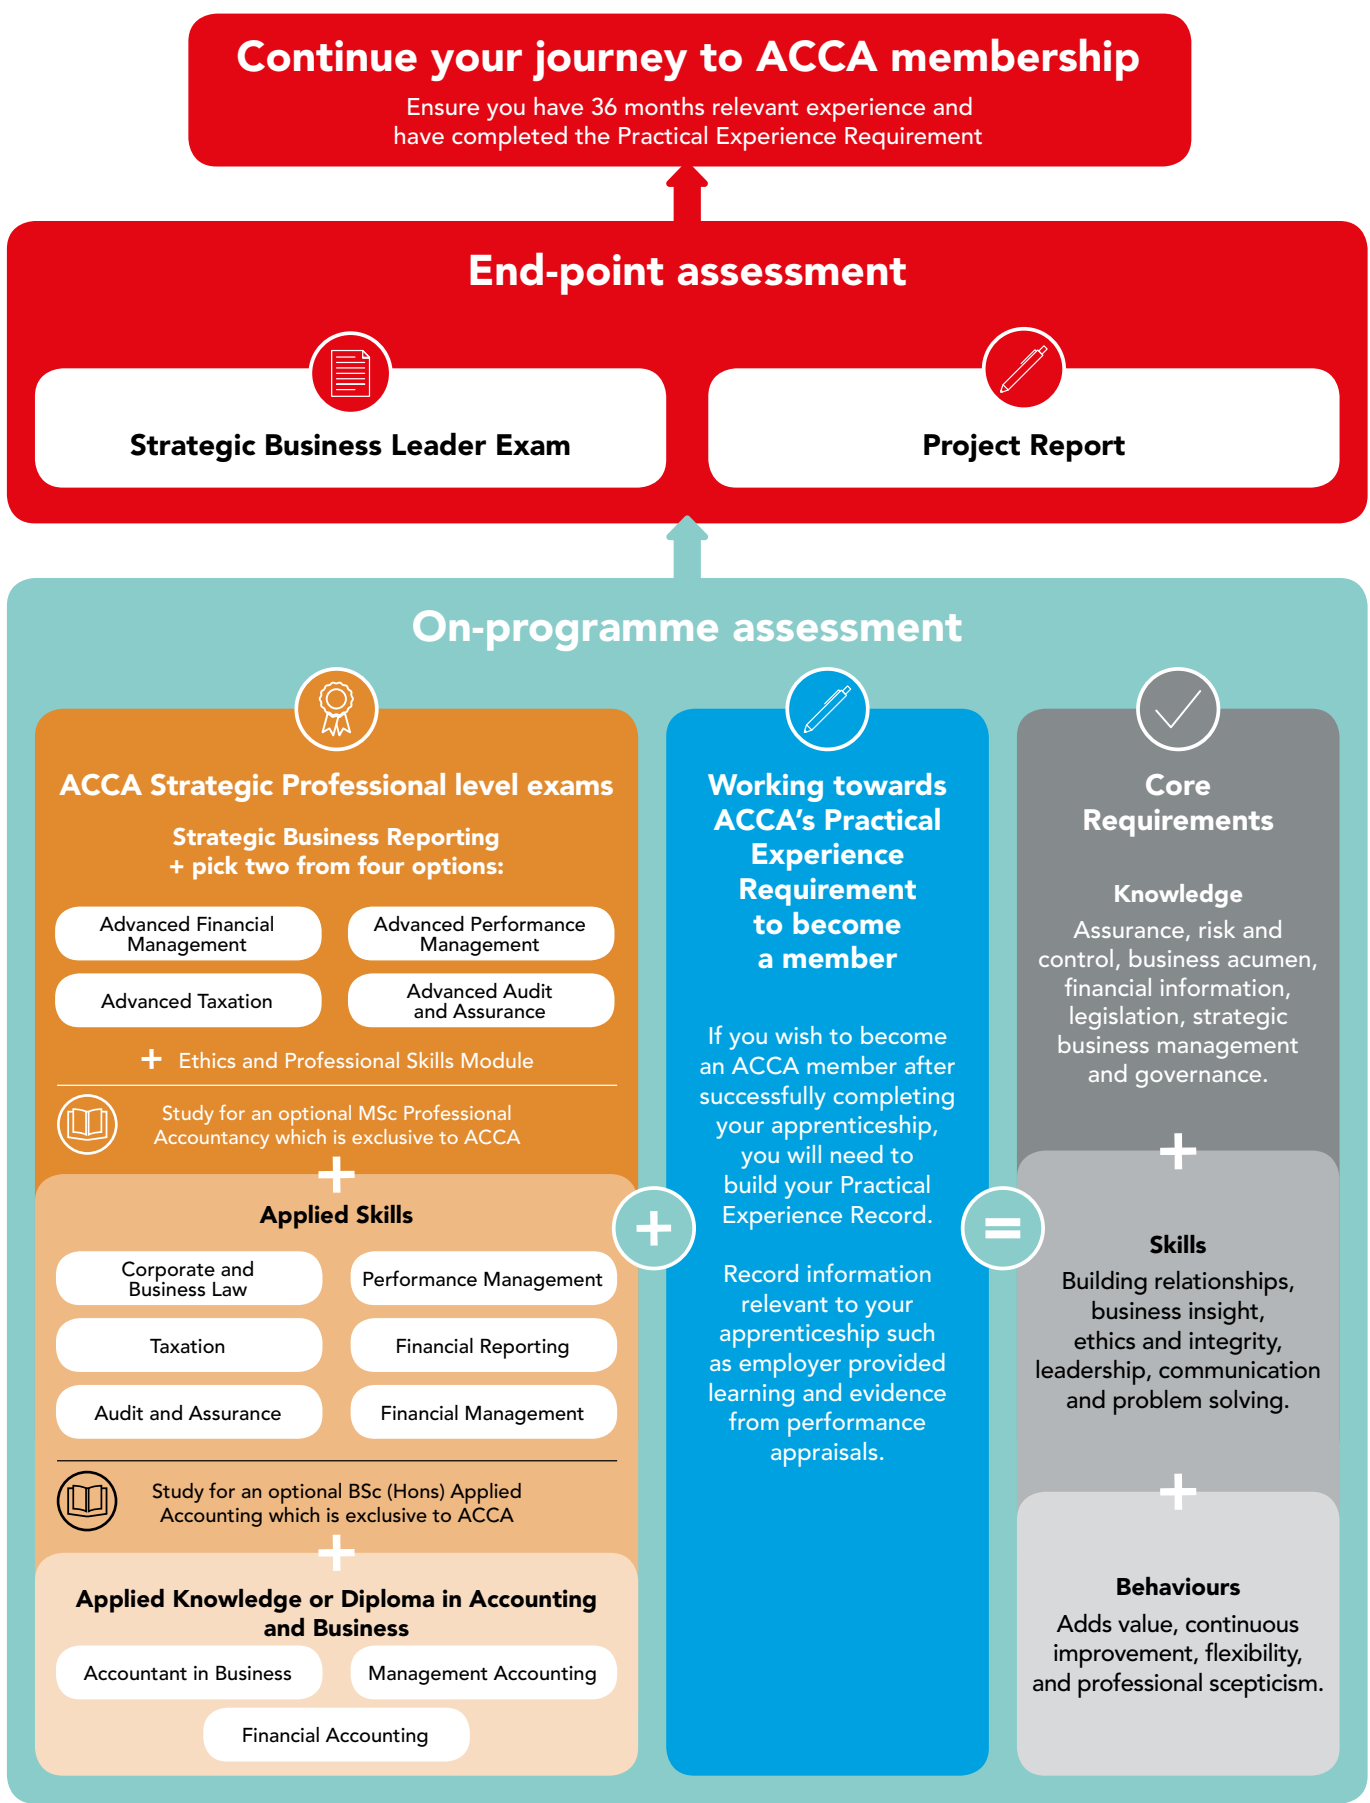 Continue your journey to ACCA membership
Ensure you have 36 months relevant experience and
have completed the Practical Experience Requirement
End-point assessment
Strategic Business Leader Exam
Project Report
On-programme assessment
ACCA Strategic Professional level exams
Strategic Business Reporting
+ pick two from four options:
Advanced Financial
Management
Advanced Performance
Management
Advanced Taxation
Advanced Audit
and Assurance
+ Ethics and Professional Skills Module
Study for an optional MSc Professional
Accountancy which is exclusive to ACCA
+
Applied Skills
Corporate and
Business Law
Performance Management
Taxation
Financial Reporting
Audit and Assurance
Financial Management
Study for an optional BSc (Hons) Applied
Accounting which is exclusive to ACCA
+
Applied Knowledge or Diploma in Accounting
and Business
Accountant in Business
Management Accounting
Financial Accounting
+
Working towards
ACCA's Practical
Experience
Requirement
to become
a member
If you wish to become
an ACCA member after
successfully completing
your apprenticeship,
you will need to
build your Practical
Experience Record.
Record information
relevant to your
apprenticeship such
as employer provided
learning and evidence
from performance
appraisals.
=
Core
Requirements
Knowledge
Assurance, risk and
control, business acumen,
financial information,
legislation, strategic
business management
and governance.
+
Skills
Building relationships,
business insight,
ethics and integrity,
leadership, communication
and problem solving.
+
Behaviours
Adds value, continuous
improvement, flexibility,
and professional scepticism.